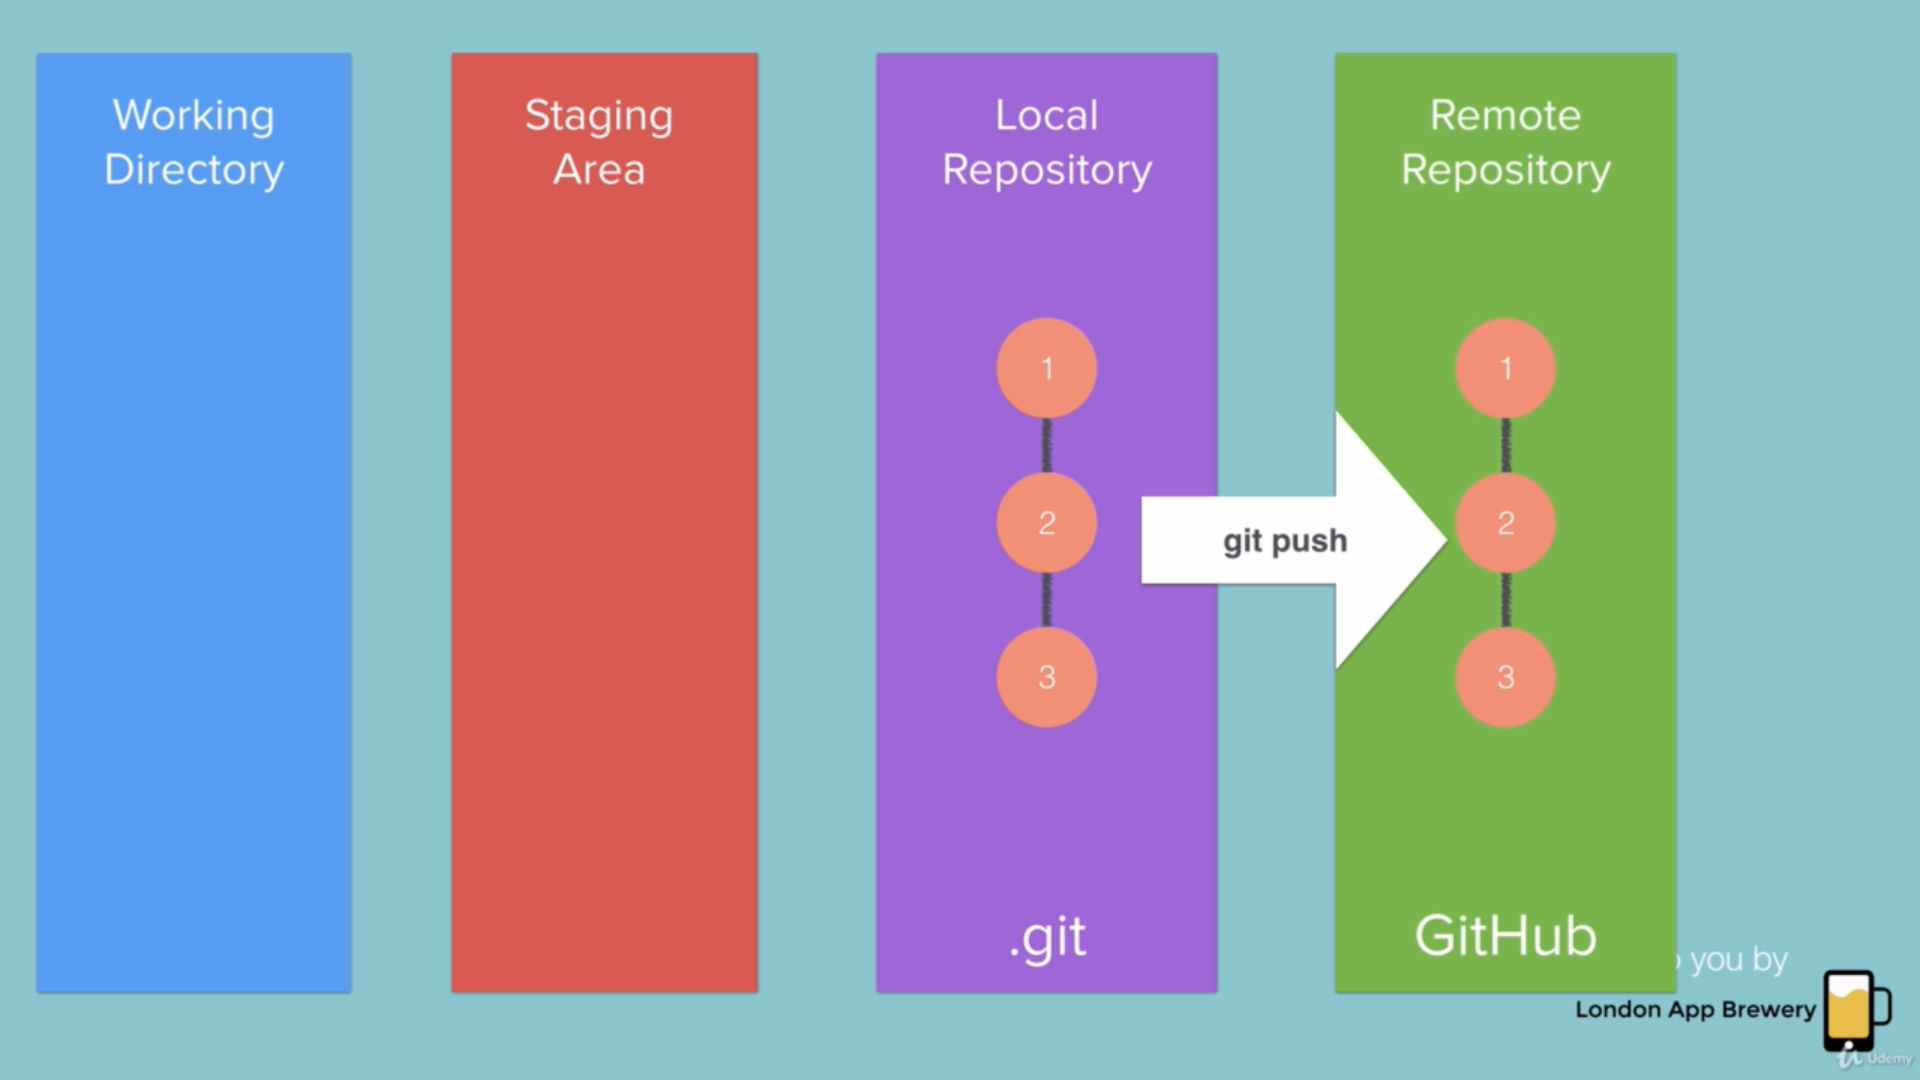 Working
Directory
Staging
Area
Local
Repository
Remote
Repository
1
2
3
1
2
3
git push
.git
GitHub
you by
London App Brewery
Udemy